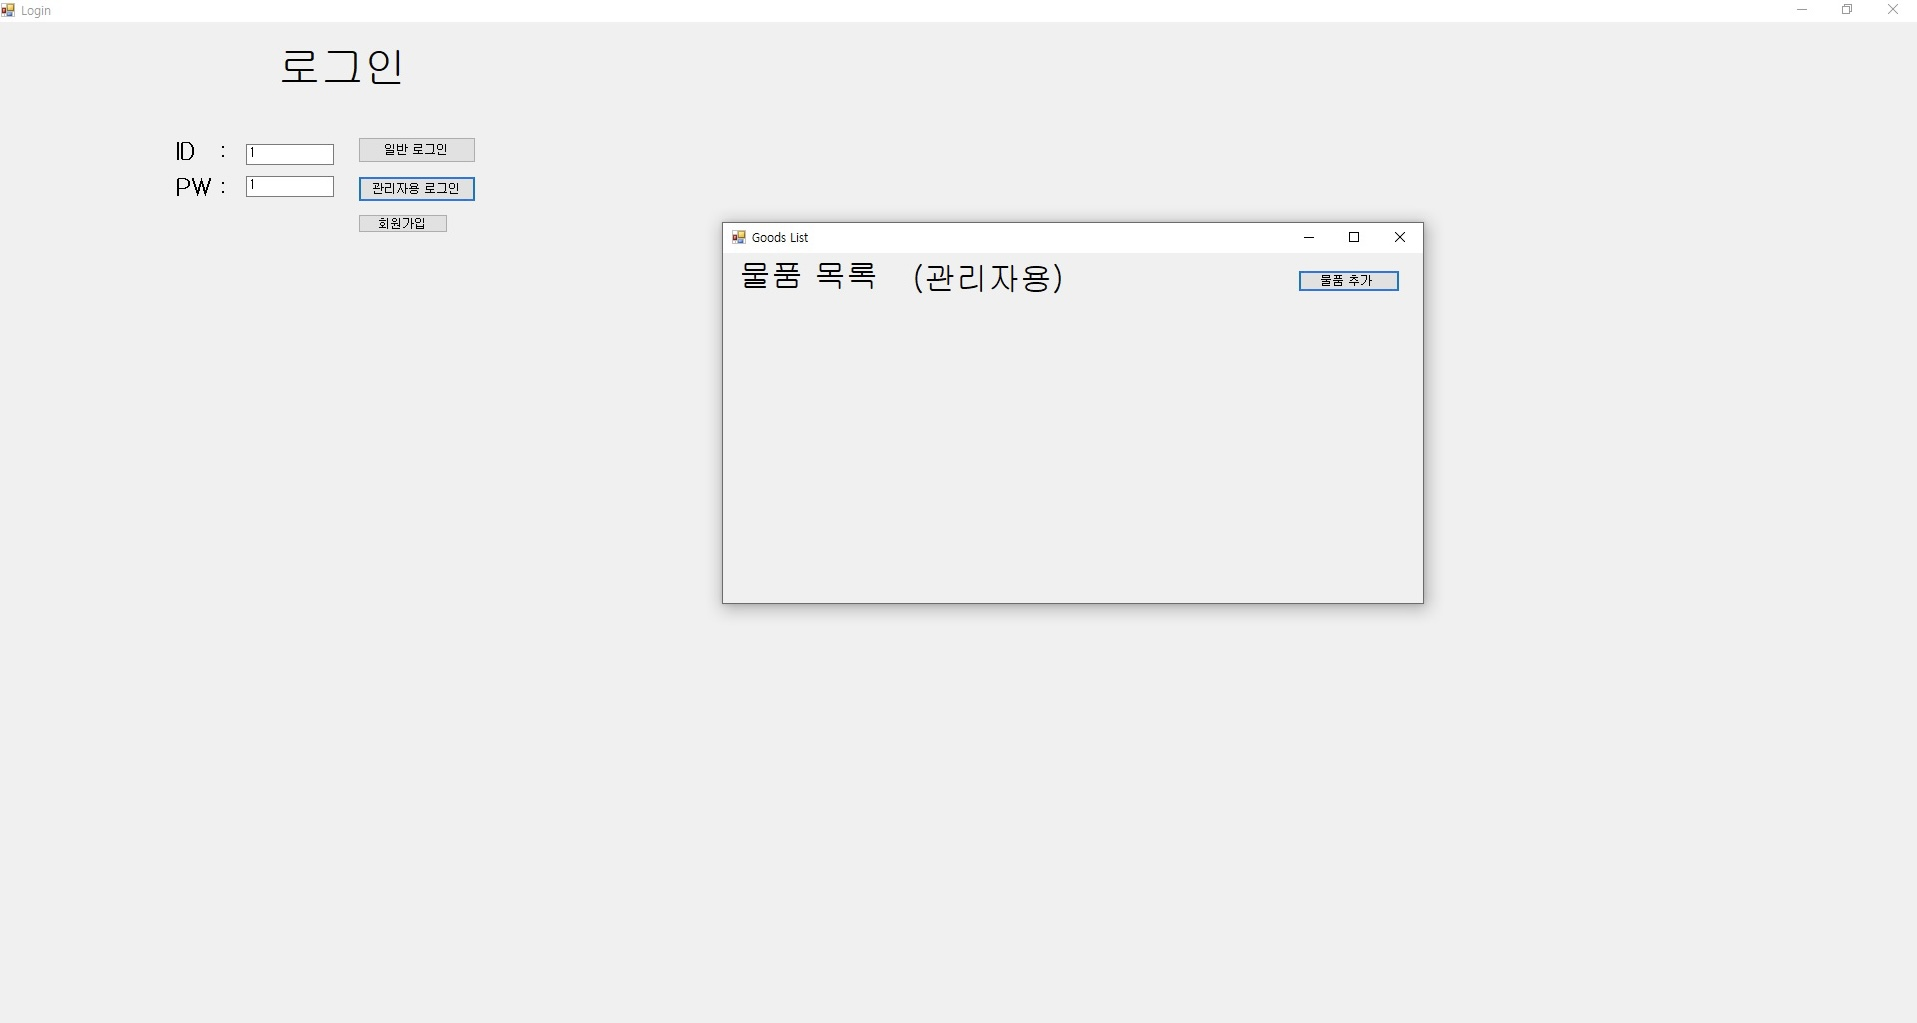 Login
로그인
ID : 1 일반 로그인
PW : 1 관리자용 로그인
회원가입
Goods List
물품 목록 (관리자용) 물품 추가